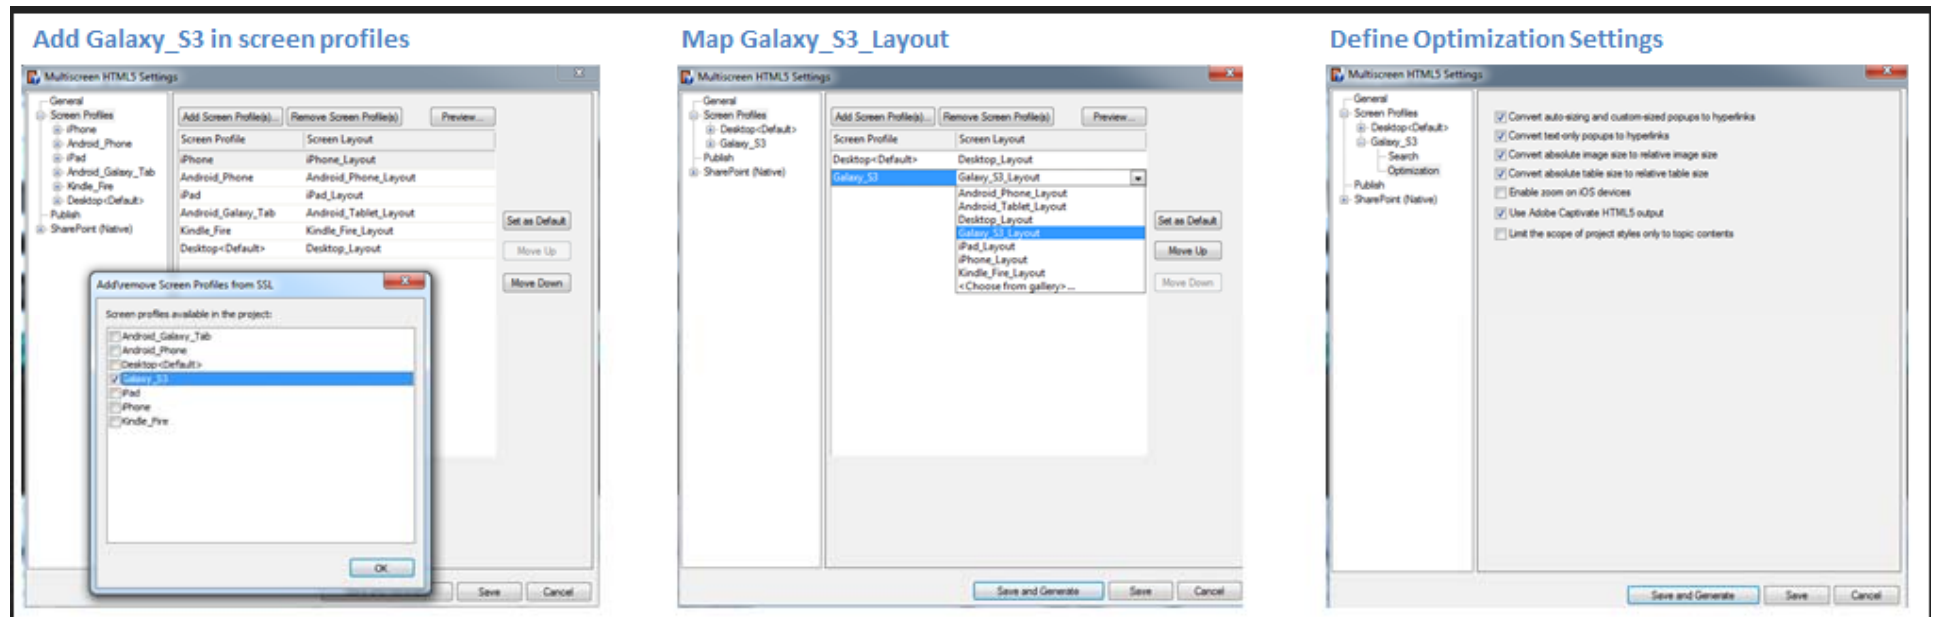 Add Galaxy_S3 in screen profiles
Multiscreen HTML5 Settings
General
Screen Profiles
iPhone
Android_Phone
iPad
Android_Galaxy_Tab
Kindle_Fire
Desktop<Default>
Publish
SharePoint (Native)
Add Screen Profile(s)... Remove Screen Profile(s) Preview...
Screen Profile Screen Layout
iPhone iPhone_Layout
Android_Phone Android_Phone_Layout
iPad iPad_Layout
Android_Galaxy_Tab Android_Tablet_Layout
Kindle_Fire Kindle_Fire_Layout
Desktop<Default> Desktop_Layout
Set as Default
Move Up
Move Down
Add\remove Screen Profiles from SSL
Screen profiles available in the project:
Android_Galaxy_Tab
Android_Phone
Desktop<Default>
Galaxy_S3
iPad
iPhone
Kindle_Fire
OK
Save Cancel
Map Galaxy_S3_Layout
Multiscreen HTML5 Settings
General
Screen Profiles
Desktop<Default>
Galaxy_S3
Publish
SharePoint (Native)
Add Screen Profile(s)... Remove Screen Profile(s) Preview...
Screen Profile Screen Layout
Desktop<Default> Desktop_Layout
Galaxy_S3 Galaxy_S3_Layout
Android_Phone_Layout
Android_Tablet_Layout
Desktop_Layout
Galaxy_S3_Layout
iPad_Layout
iPhone_Layout
Kindle_Fire_Layout
<Choose from gallery>...
Set as Default
Move Up
Move Down
Save and Generate Save Cancel
Define Optimization Settings
Multiscreen HTML5 Settings
General
Screen Profiles
Desktop<Default>
Galaxy_S3
Search
Optimization
Publish
SharePoint (Native)
Convert auto-sizing and custom-sized popups to hyperlinks
Convert text-only popups to hyperlinks
Convert absolute image size to relative image size
Convert absolute table size to relative table size
Enable zoom on iOS devices
Use Adobe Captivate HTML5 output
Limit the scope of project styles only to topic contents
Save and Generate Save Cancel